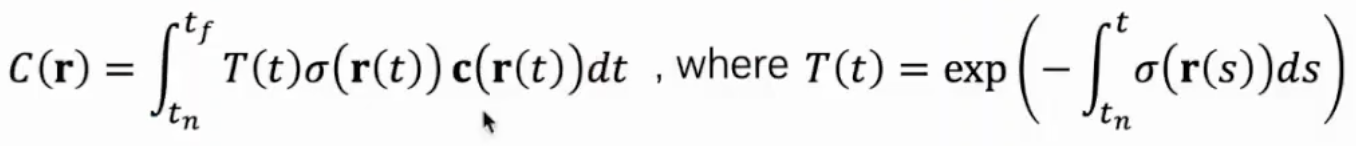 C(𝐫) = ∫_{t_n}^{t_f} T(t)σ(𝐫(t)) 𝐜(𝐫(t))dt , where T(t) = exp(−∫_{t_n}^{t} σ(𝐫(s))ds)